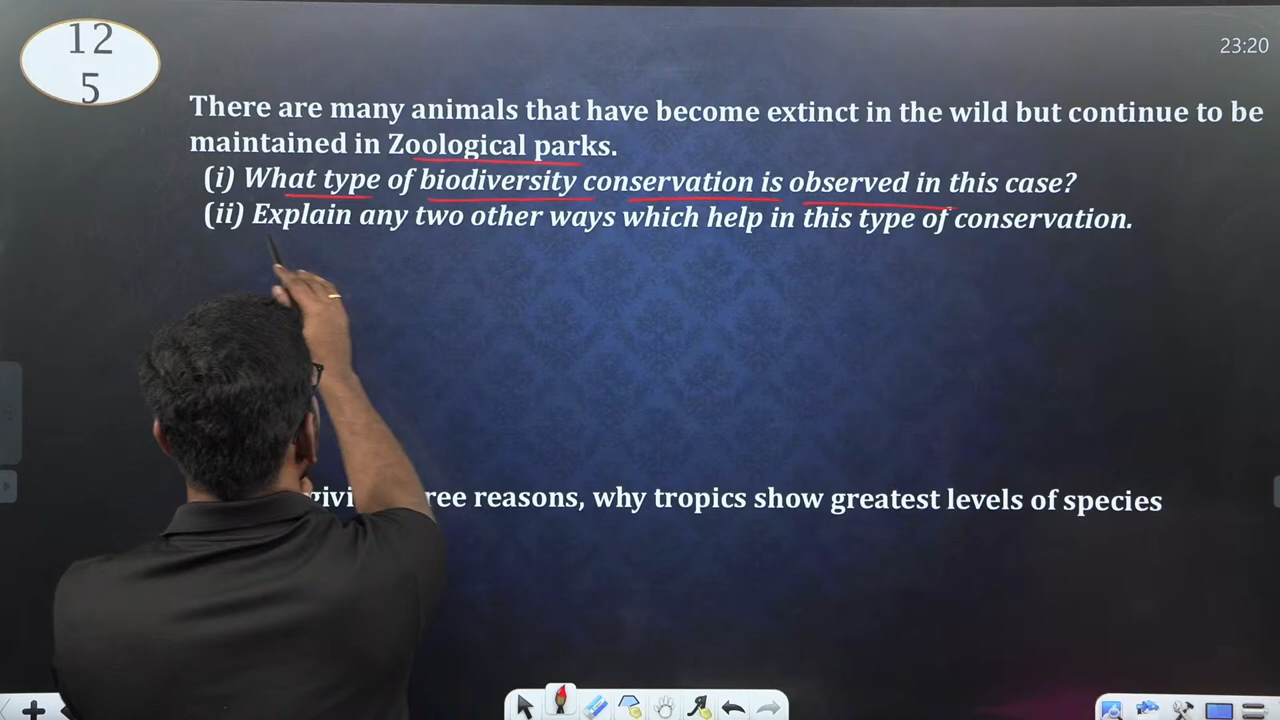 12
5
23:20
There are many animals that have become extinct in the wild but continue to be
maintained in Zoological parks.
(i) What type of biodiversity conservation is observed in this case?
(ii) Explain any two other ways which help in this type of conservation.
reasons, why tropics show greatest levels of species